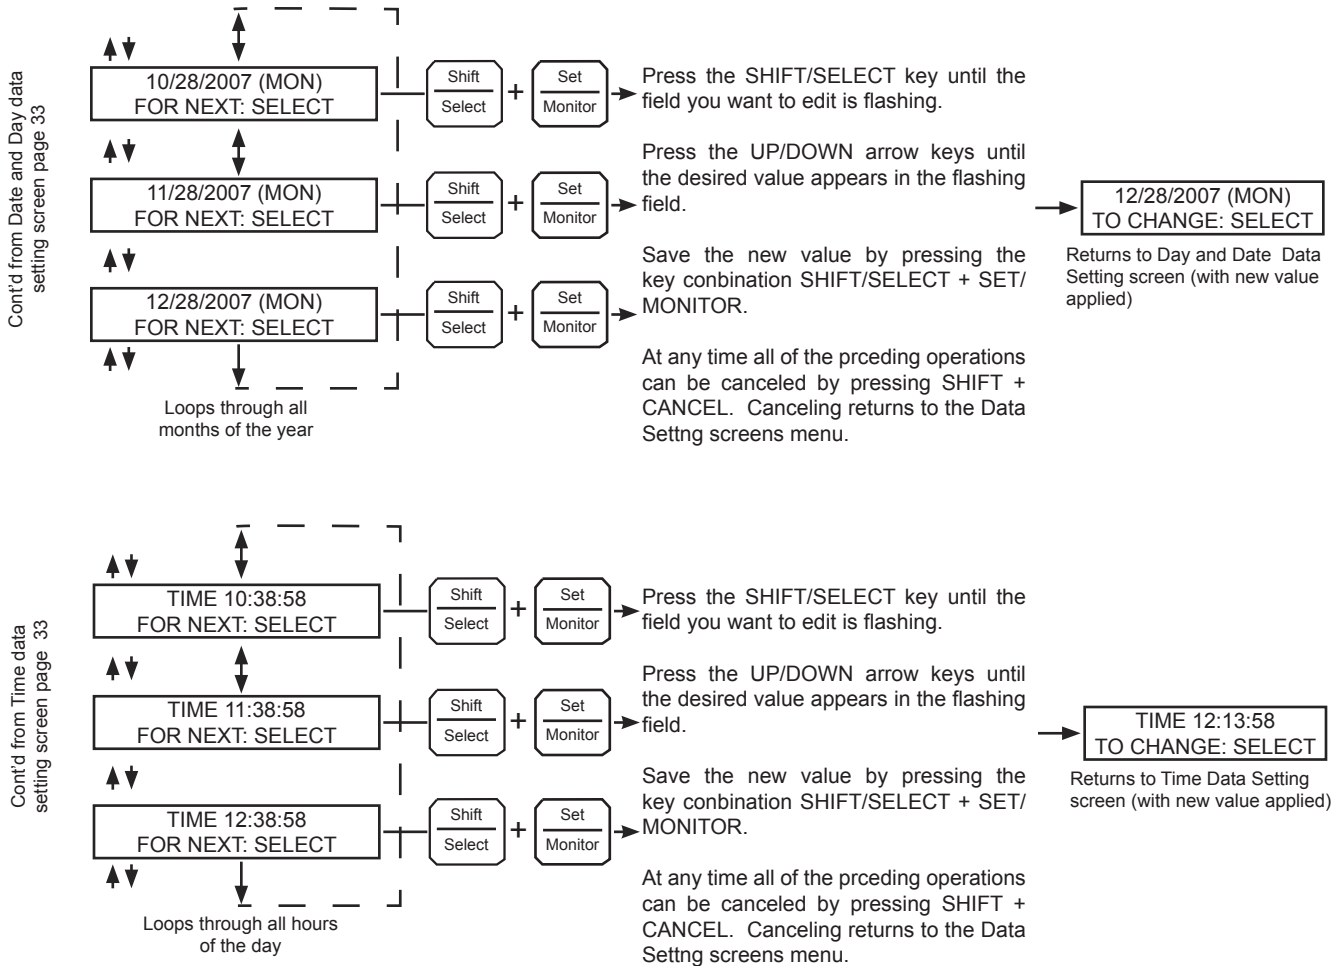 Cont'd from Date and Day data
setting screen page 33
10/28/2007 (MON)
FOR NEXT: SELECT
Shift
Select
+
Set
Monitor
11/28/2007 (MON)
FOR NEXT: SELECT
Shift
Select
+
Set
Monitor
12/28/2007 (MON)
FOR NEXT: SELECT
Shift
Select
+
Set
Monitor
Loops through all
months of the year
Press the SHIFT/SELECT key until the
field you want to edit is flashing.
Press the UP/DOWN arrow keys until
the desired value appears in the flashing
field.
Save the new value by pressing the
key conbination SHIFT/SELECT + SET/
MONITOR.
At any time all of the prceding operations
can be canceled by pressing SHIFT +
CANCEL. Canceling returns to the Data
Settng screens menu.
12/28/2007 (MON)
TO CHANGE: SELECT
Returns to Day and Date Data
Setting screen (with new value
applied)
Cont'd from Time data
setting screen page 33
TIME 10:38:58
FOR NEXT: SELECT
Shift
Select
+
Set
Monitor
TIME 11:38:58
FOR NEXT: SELECT
Shift
Select
+
Set
Monitor
TIME 12:38:58
FOR NEXT: SELECT
Shift
Select
+
Set
Monitor
Loops through all hours
of the day
Press the SHIFT/SELECT key until the
field you want to edit is flashing.
Press the UP/DOWN arrow keys until
the desired value appears in the flashing
field.
Save the new value by pressing the
key conbination SHIFT/SELECT + SET/
MONITOR.
At any time all of the prceding operations
can be canceled by pressing SHIFT +
CANCEL. Canceling returns to the Data
Settng screens menu.
TIME 12:13:58
TO CHANGE: SELECT
Returns to Time Data Setting
screen (with new value applied)